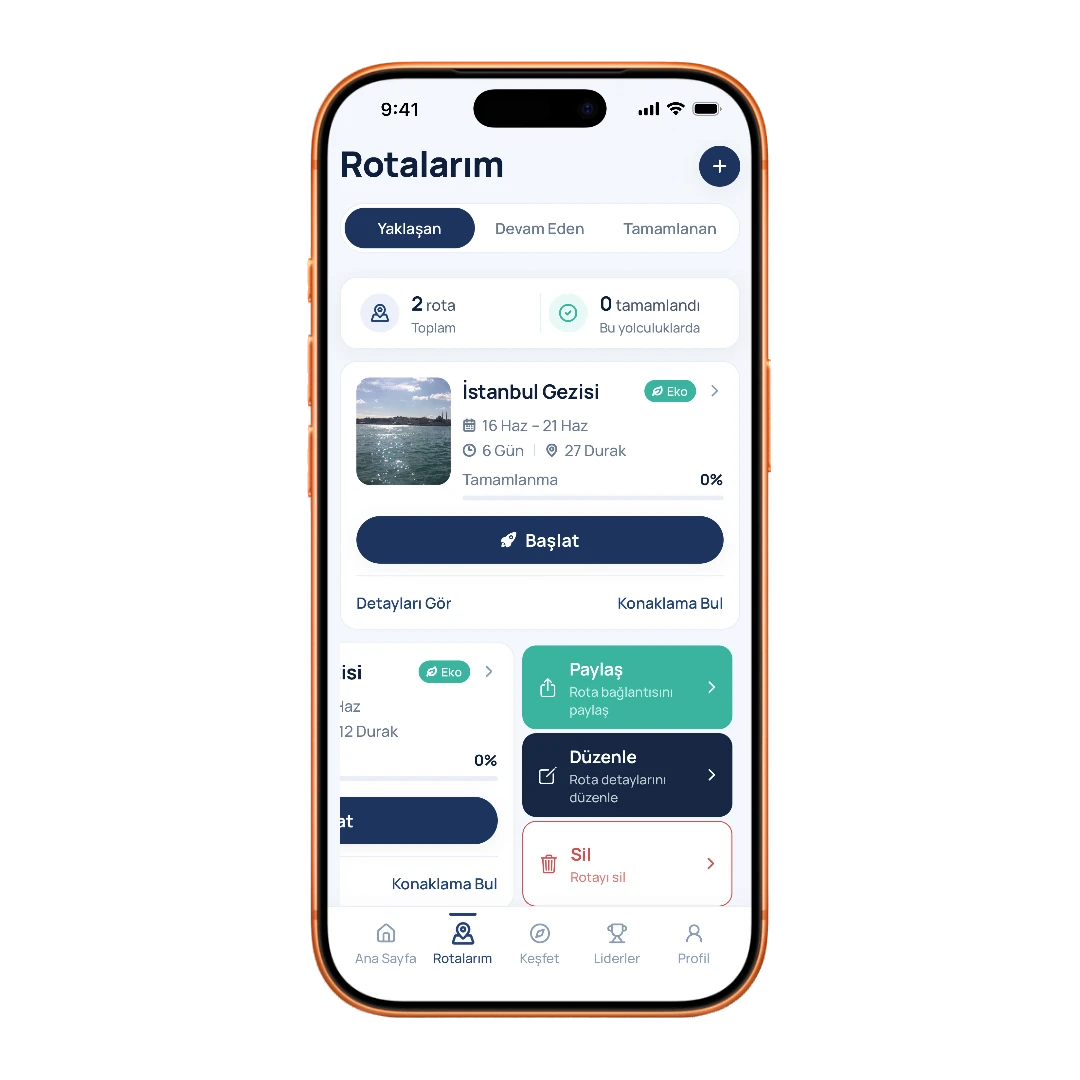 9:41
Rotalarım
Yaklaşan
Devam Eden
Tamamlanan
2 rota
Toplam
0 tamamlandı
Bu yolculuklarda
İstanbul Gezisi
Eko
16 Haz – 21 Haz
6 Gün
27 Durak
Tamamlanma
0%
Başlat
Detayları Gör
Konaklama Bul
isi
Eko
Haz
12 Durak
0%
at
Konaklama Bul
Paylaş
Rota bağlantısını
paylaş
Düzenle
Rota detaylarını
düzenle
Sil
Rotayı sil
Ana Sayfa
Rotalarım
Keşfet
Liderler
Profil